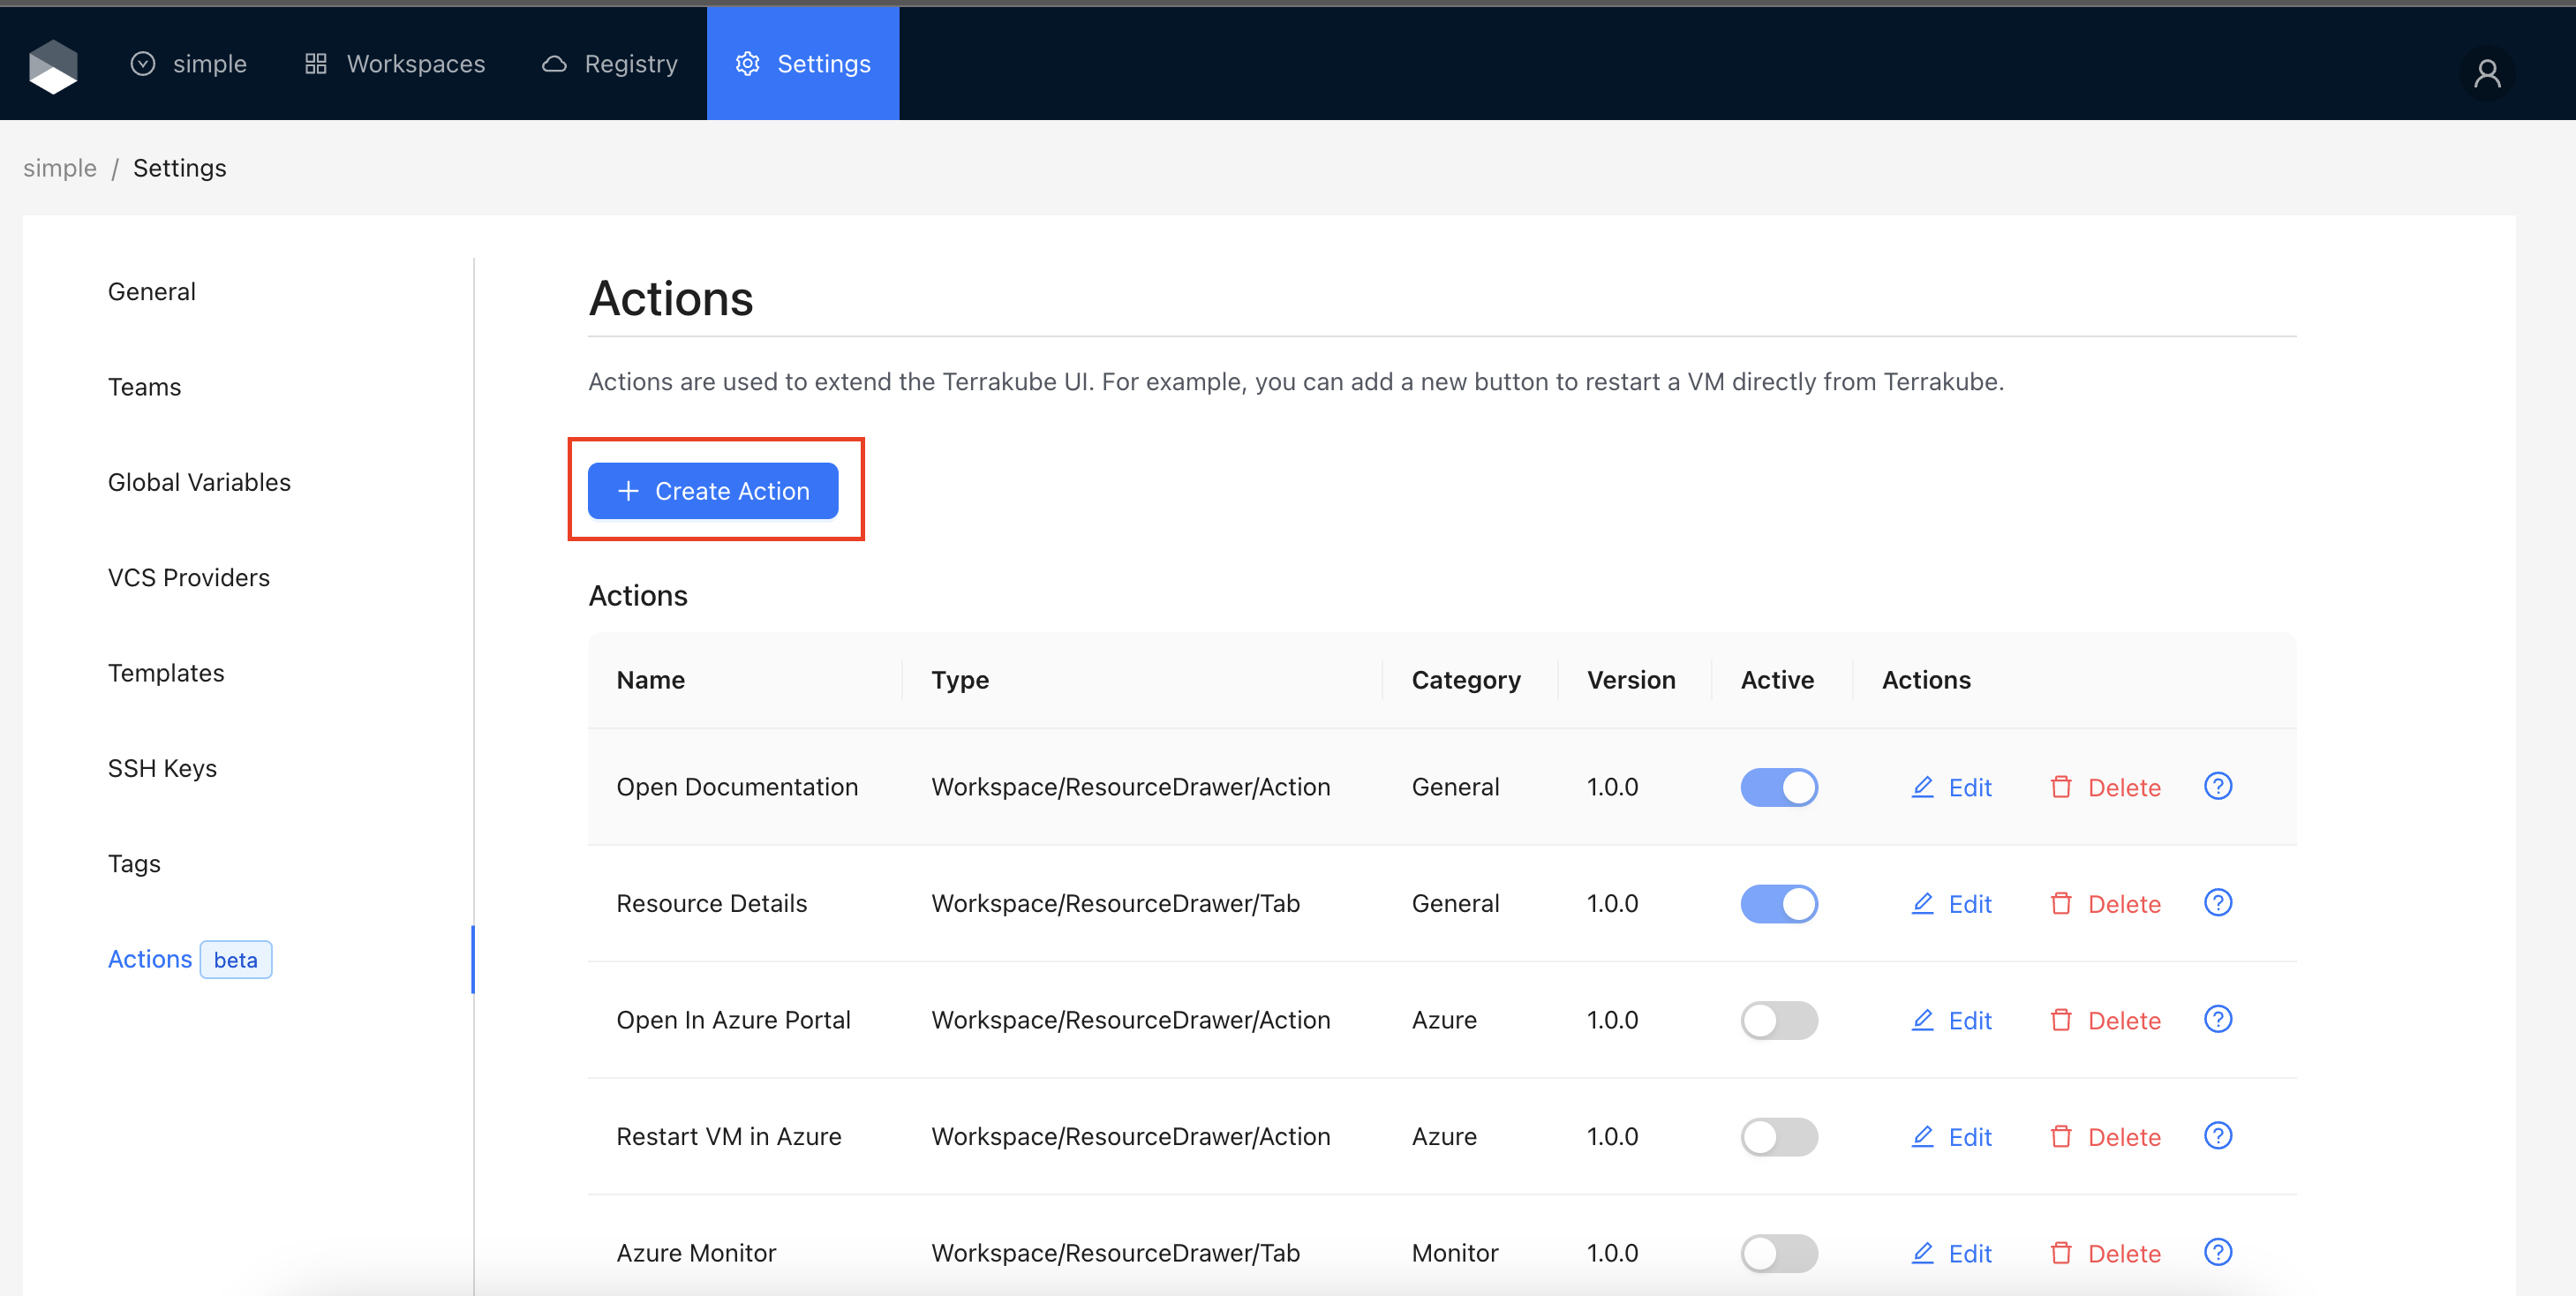 simple Workspaces Registry Settings
simple / Settings
General
Teams
Global Variables
VCS Providers
Templates
SSH Keys
Tags
Actions beta
Actions
Actions are used to extend the Terrakube UI. For example, you can add a new button to restart a VM directly from Terrakube.
+ Create Action
Actions
Name Type Category Version Active Actions
Open Documentation Workspace/ResourceDrawer/Action General 1.0.0 Edit Delete ?
Resource Details Workspace/ResourceDrawer/Tab General 1.0.0 Edit Delete ?
Open In Azure Portal Workspace/ResourceDrawer/Action Azure 1.0.0 Edit Delete ?
Restart VM in Azure Workspace/ResourceDrawer/Action Azure 1.0.0 Edit Delete ?
Azure Monitor Workspace/ResourceDrawer/Tab Monitor 1.0.0 Edit Delete ?